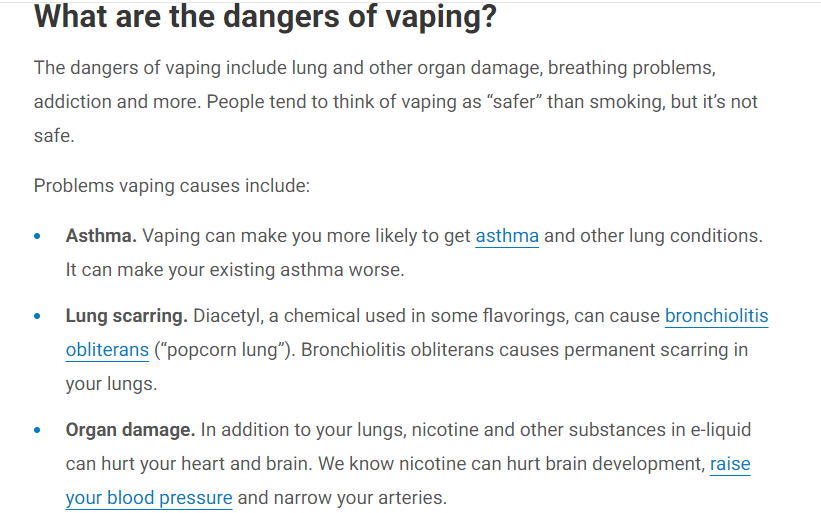 What are the dangers of vaping?
The dangers of vaping include lung and other organ damage, breathing problems,
addiction and more. People tend to think of vaping as “safer” than smoking, but it’s not
safe.
Problems vaping causes include:
• Asthma. Vaping can make you more likely to get asthma and other lung conditions.
It can make your existing asthma worse.
• Lung scarring. Diacetyl, a chemical used in some flavorings, can cause bronchiolitis
obliterans (“popcorn lung”). Bronchiolitis obliterans causes permanent scarring in
your lungs.
• Organ damage. In addition to your lungs, nicotine and other substances in e-liquid
can hurt your heart and brain. We know nicotine can hurt brain development, raise
your blood pressure and narrow your arteries.